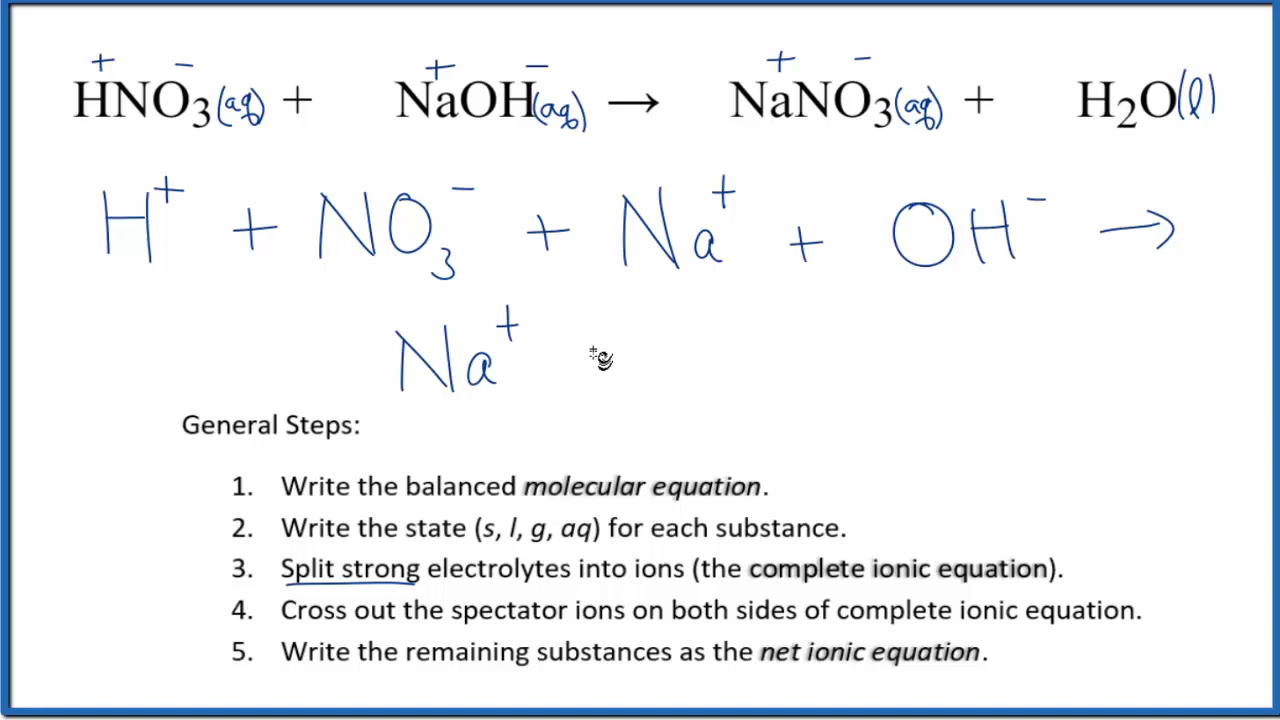 + - + - + -
HNO₃(aq) + NaOH(aq) → NaNO₃(aq) + H₂O(l)
H⁺ + NO₃⁻ + Na⁺ + OH⁻ →
Na⁺
General Steps:
1. Write the balanced molecular equation.
2. Write the state (s, l, g, aq) for each substance.
3. Split strong electrolytes into ions (the complete ionic equation).
4. Cross out the spectator ions on both sides of complete ionic equation.
5. Write the remaining substances as the net ionic equation.